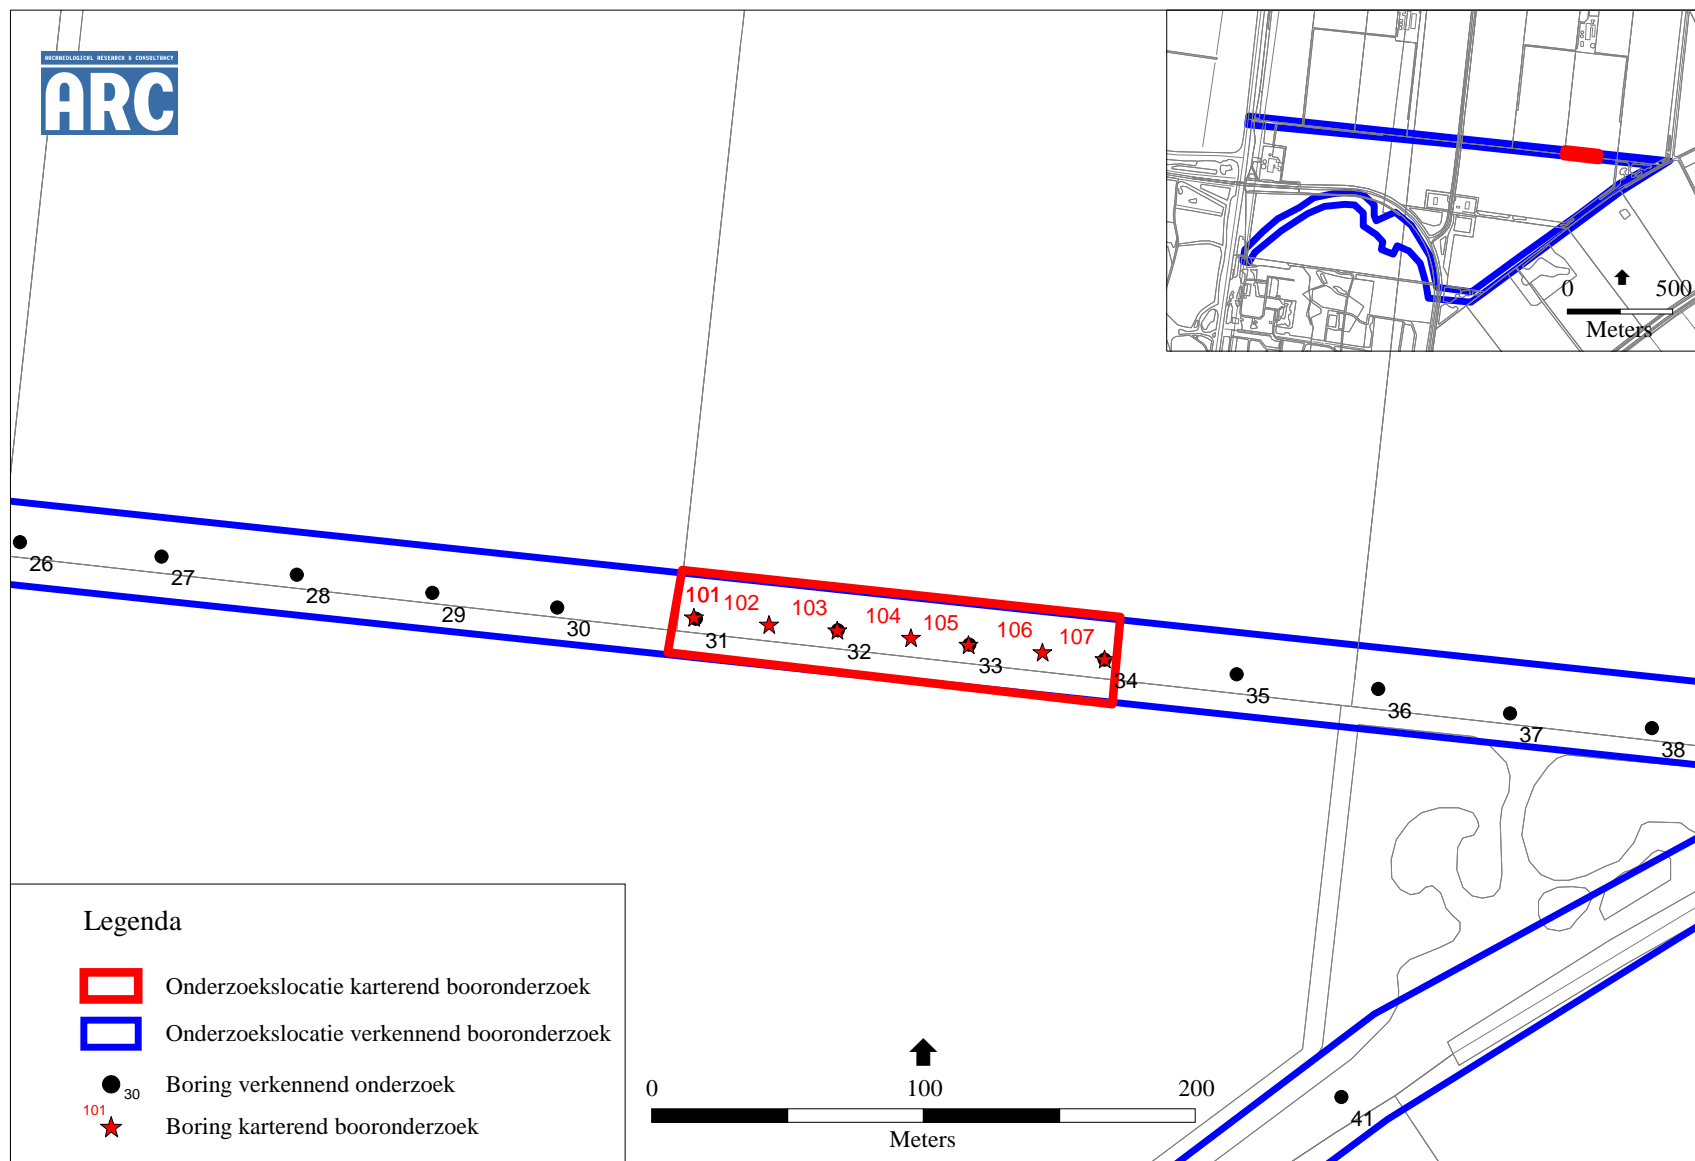 ARCHAEOLOGICAL RESEARCH & CONSULTANCY
ARC
0 500
Meters
26
27
28
29
30
101 102 103 104 105 106 107
31
32
33
34
35
36
37
38
41
Legenda
Onderzoekslocatie karterend booronderzoek
Onderzoekslocatie verkennend booronderzoek
30 Boring verkennend onderzoek
101 Boring karterend booronderzoek
0 100 200
Meters